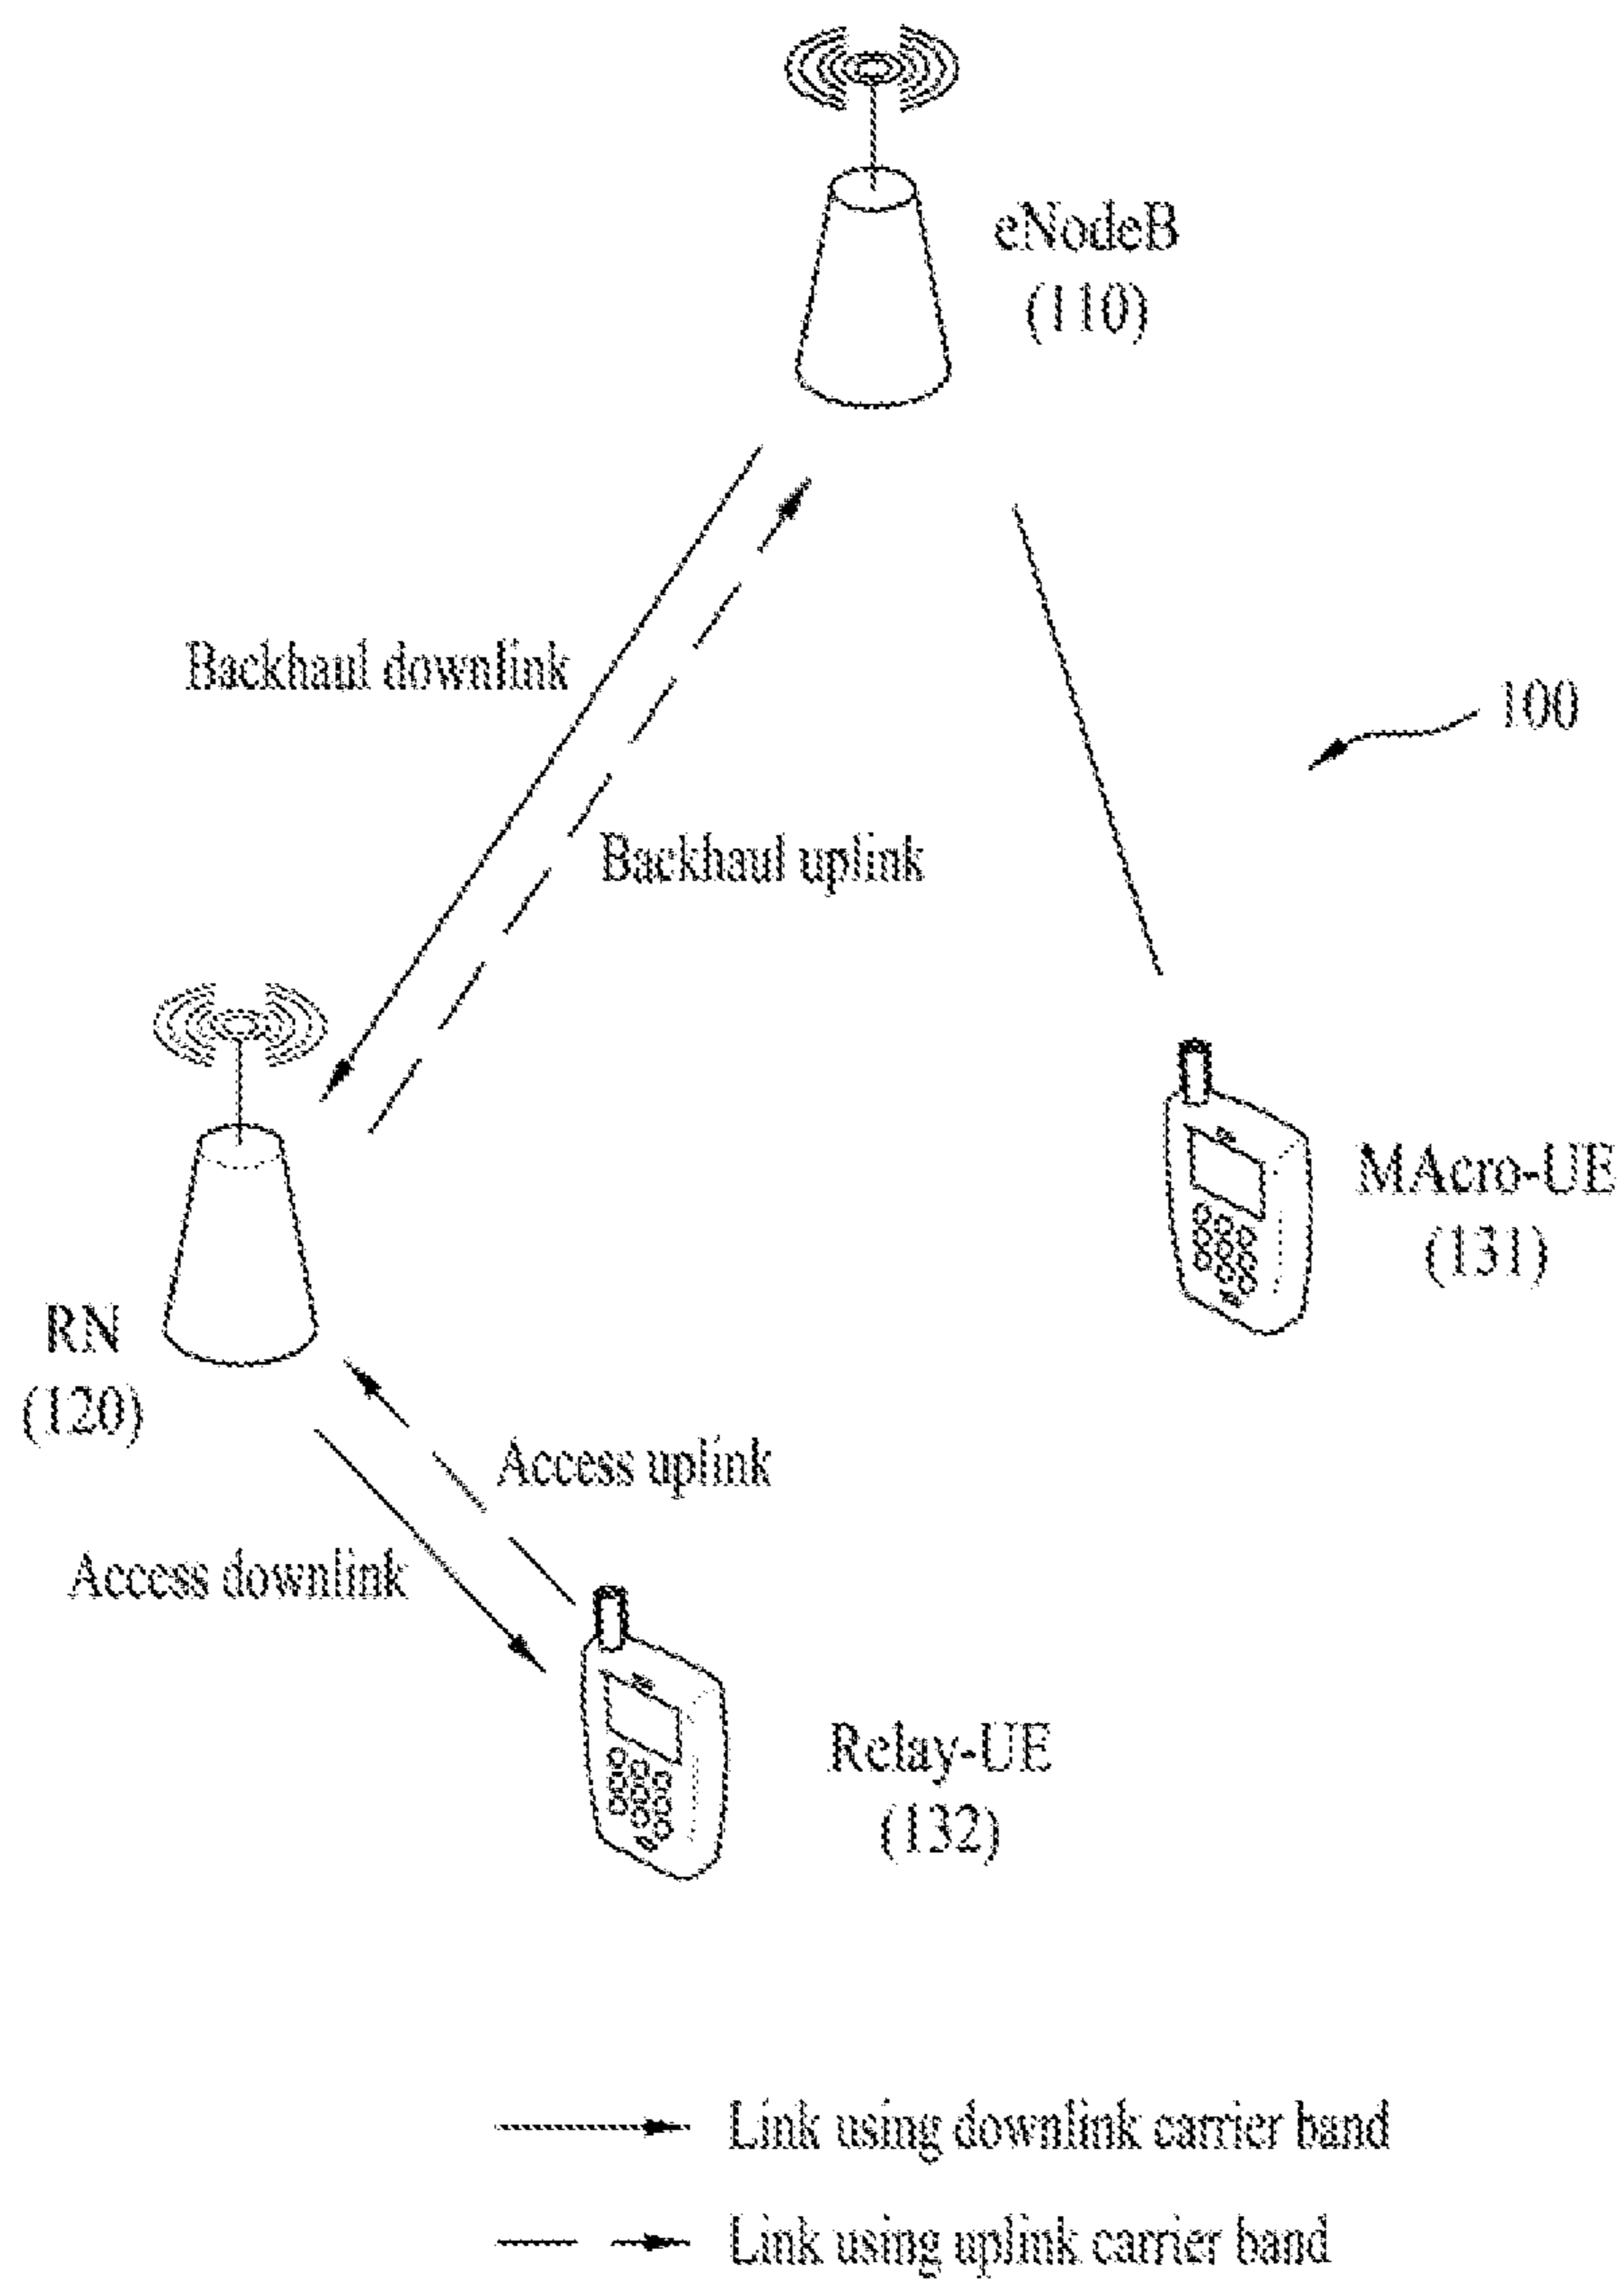 eNodeB
(110)
Backhaul downlink
100
Backhaul uplink
MAcro-UE
(131)
RN
(120)
Access uplink
Access downlink
Relay-UE
(132)
Link using downlink carrier band
Link using uplink carrier band